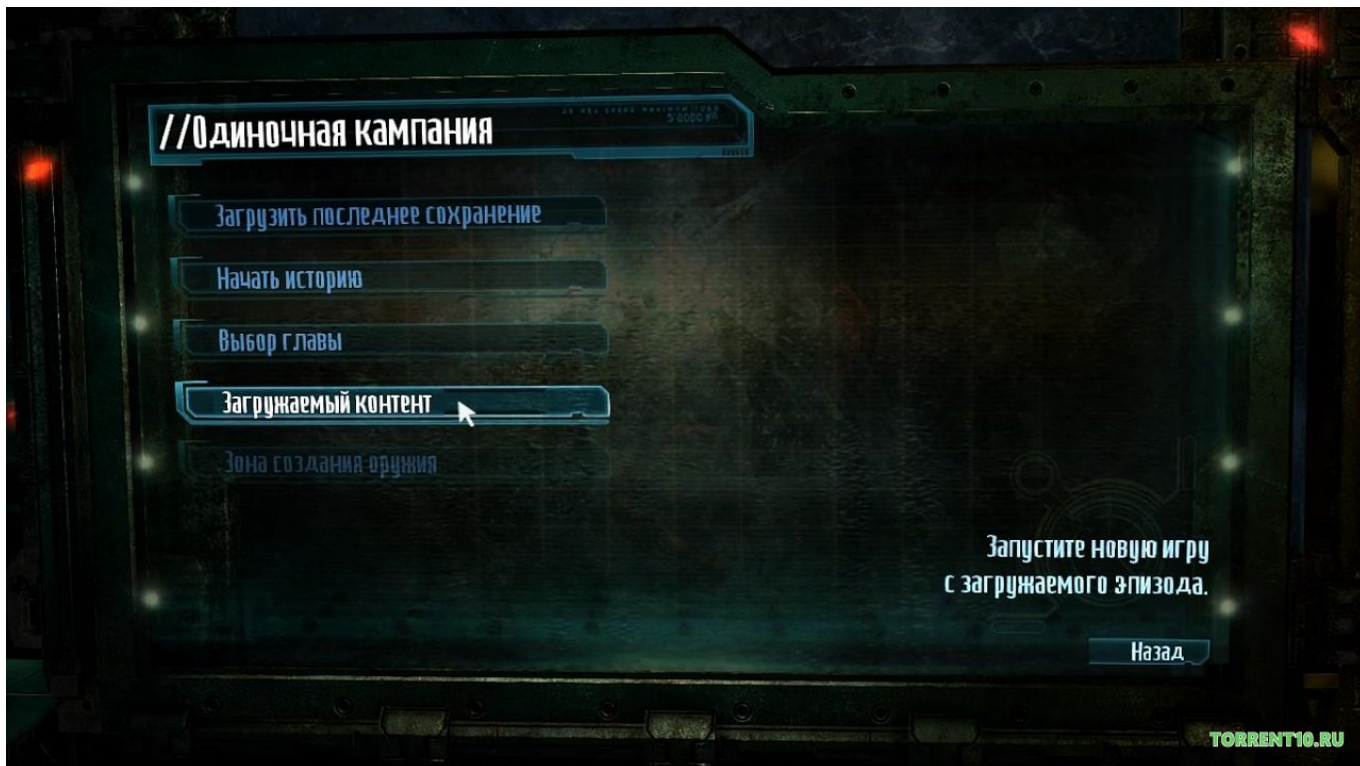 //Одиночная кампания
Загрузить последнее сохранение
Начать историю
Выбор главы
Загружаемый контент
Зона создания оружия
Запустите новую игру
с загружаемого эпизода.
Назад
TORRENT10.RU